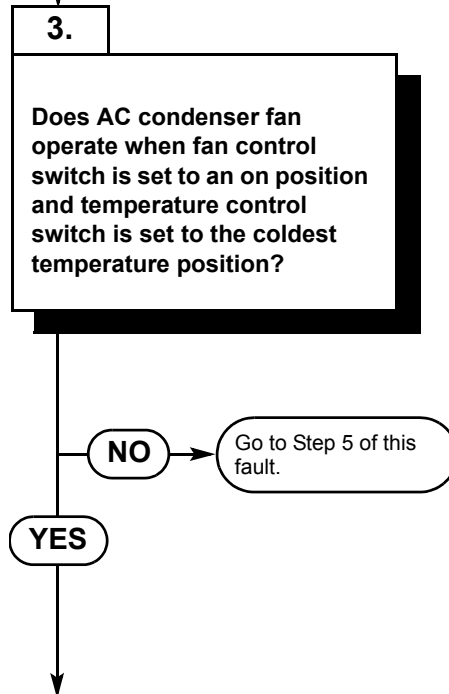 3.
Does AC condenser fan
operate when fan control
switch is set to an on position
and temperature control
switch is set to the coldest
temperature position?
NO
Go to Step 5 of this
fault.
YES